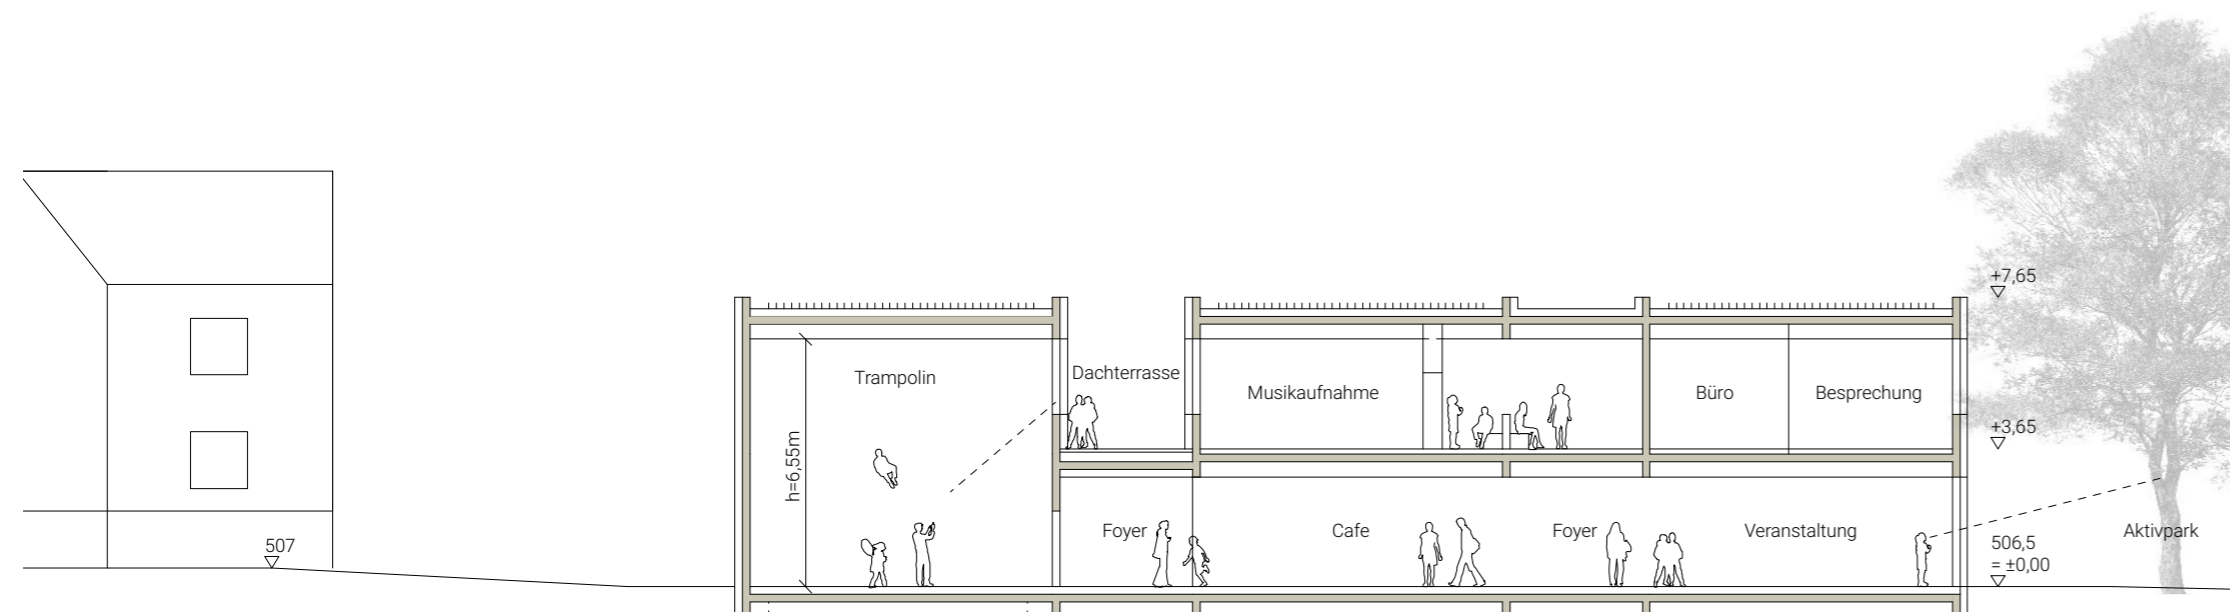 +7,65
Trampolin
Dachterrasse
Musikaufnahme
Büro
Besprechung
+3,65
h=6,55m
507
Foyer
Cafe
Foyer
Veranstaltung
506,5
= ±0,00
Aktivpark